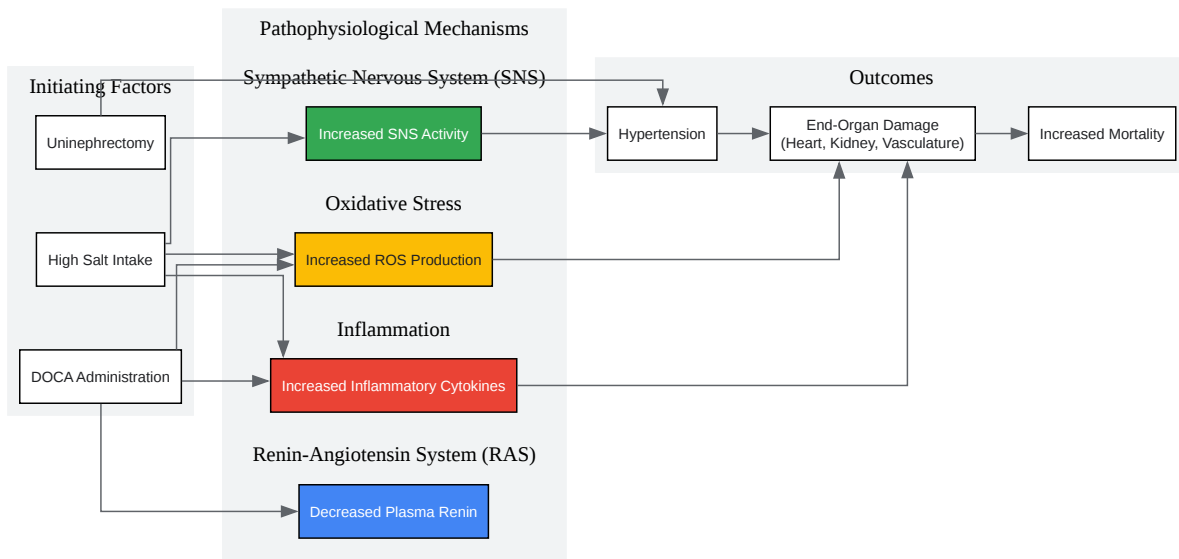 Pathophysiological Mechanisms
Initiating Factors
Uninephrectomy
High Salt Intake
DOCA Administration
Sympathetic Nervous System (SNS)
Increased SNS Activity
Oxidative Stress
Increased ROS Production
Inflammation
Increased Inflammatory Cytokines
Renin-Angiotensin System (RAS)
Decreased Plasma Renin
Outcomes
Hypertension
End-Organ Damage
(Heart, Kidney, Vasculature)
Increased Mortality